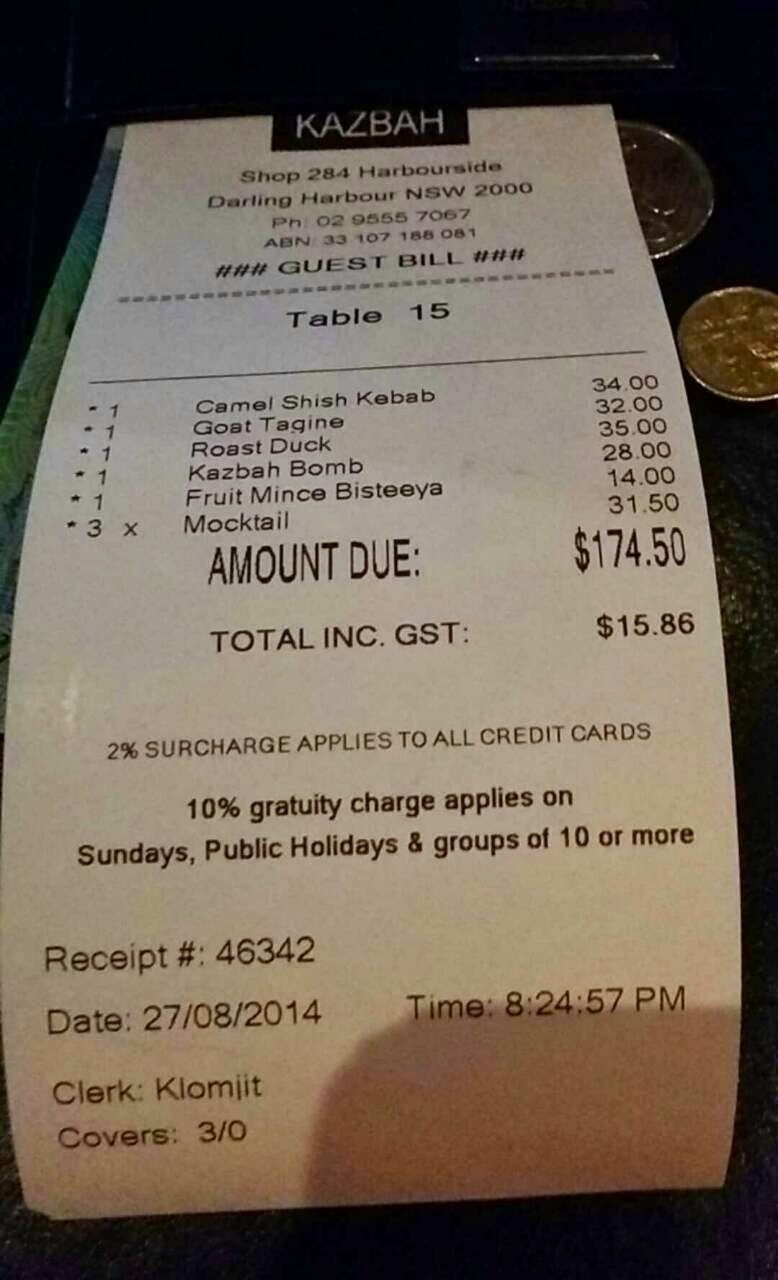 KAZBAH
Shop 284 Harbourside
Darling Harbour NSW 2000
Ph: 02 9555 7067
ABN: 33 107 188 081
### GUEST BILL ###
Table 15
* 1 Camel Shish Kebab 34.00
* 1 Goat Tagine 32.00
* 1 Roast Duck 35.00
* 1 Kazbah Bomb 28.00
* 1 Fruit Mince Bisteeya 14.00
* 3 x Mocktail 31.50
AMOUNT DUE: $174.50
TOTAL INC. GST: $15.86
2% SURCHARGE APPLIES TO ALL CREDIT CARDS
10% gratuity charge applies on
Sundays, Public Holidays & groups of 10 or more
Receipt #: 46342
Date: 27/08/2014 Time: 8:24:57 PM
Clerk: Klomjit
Covers: 3/0